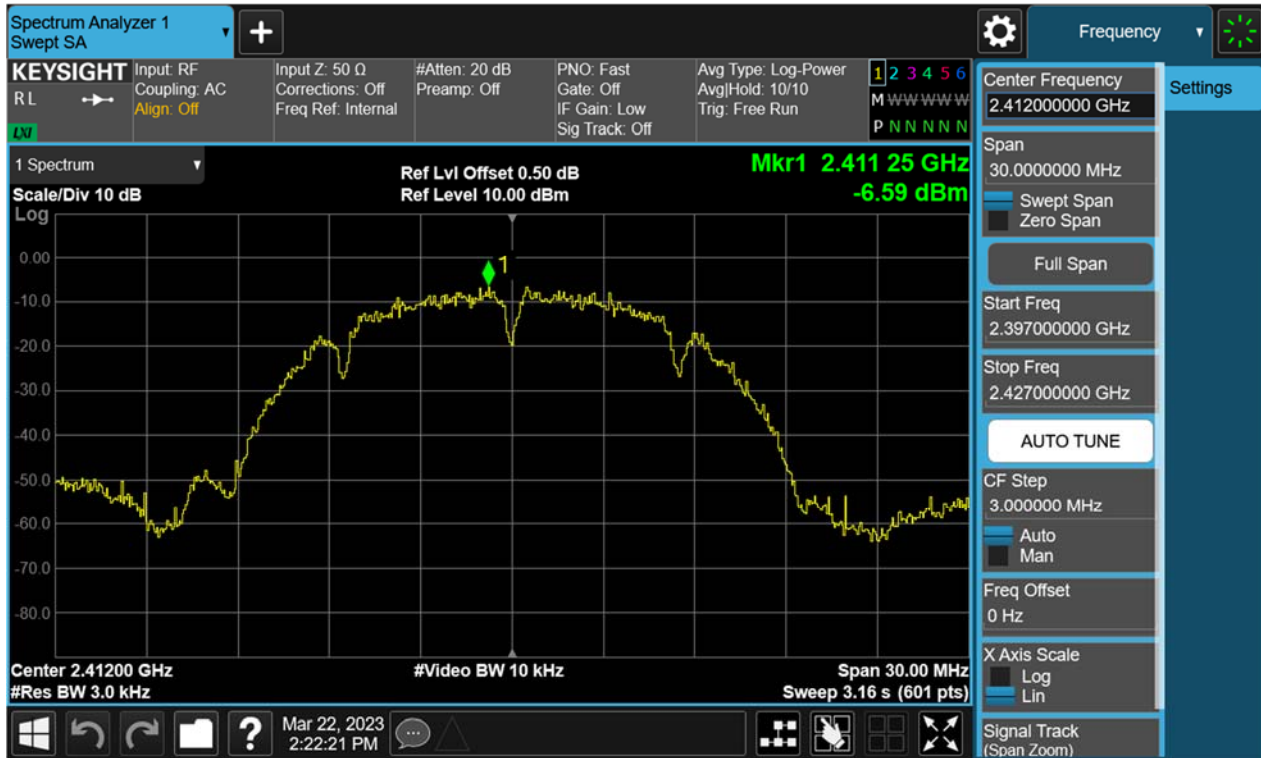 Spectrum Analyzer 1
Swept SA
Frequency
KEYSIGHT
R L
LXI
Input: RF
Coupling: AC
Align: Off
Input Z: 50 Ω
Corrections: Off
Freq Ref: Internal
#Atten: 20 dB
Preamp: Off
PNO: Fast
Gate: Off
IF Gain: Low
Sig Track: Off
Avg Type: Log-Power
Avg|Hold: 10/10
Trig: Free Run
1 2 3 4 5 6
M W W W W W
P N N N N N
1 Spectrum
Scale/Div 10 dB
Ref Lvl Offset 0.50 dB
Ref Level 10.00 dBm
Mkr1 2.411 25 GHz
-6.59 dBm
Log
0.00
-10.0
-20.0
-30.0
-40.0
-50.0
-60.0
-70.0
-80.0
1
Center 2.41200 GHz
#Res BW 3.0 kHz
#Video BW 10 kHz
Span 30.00 MHz
Sweep 3.16 s (601 pts)
Center Frequency
2.412000000 GHz
Span
30.0000000 MHz
Swept Span
Zero Span
Full Span
Start Freq
2.397000000 GHz
Stop Freq
2.427000000 GHz
AUTO TUNE
CF Step
3.000000 MHz
Auto
Man
Freq Offset
0 Hz
X Axis Scale
Log
Lin
Signal Track
(Span Zoom)
Settings
?
Mar 22, 2023
2:22:21 PM